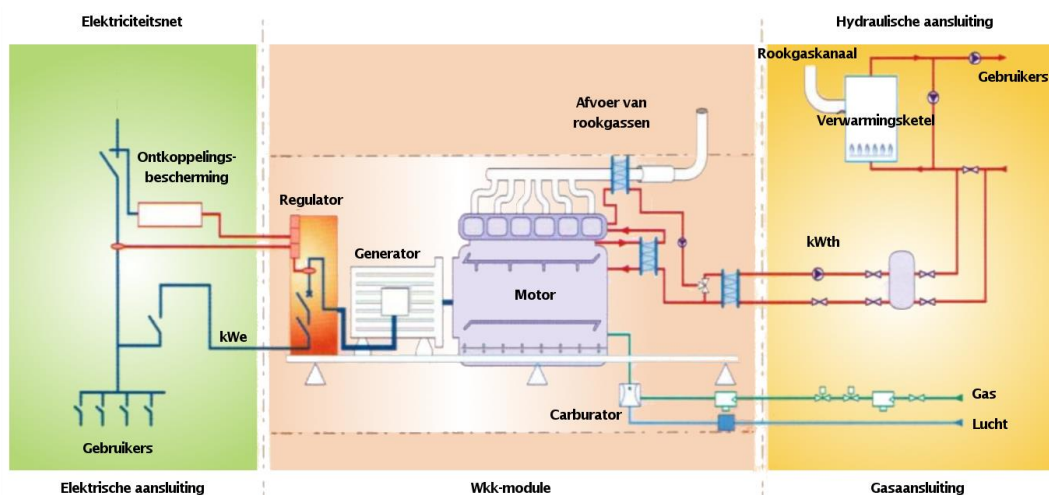 Elektriciteitsnet
Hydraulische aansluiting
Rookgaskanaal
Gebruikers
Verwarmingsketel
Afvoer van
rookgassen
Ontkoppelings-
bescherming
Regulator
Generator
kWth
Motor
kWe
Gas
Carburator
Lucht
Gebruikers
Elektrische aansluiting
Wkk-module
Gasaansluiting